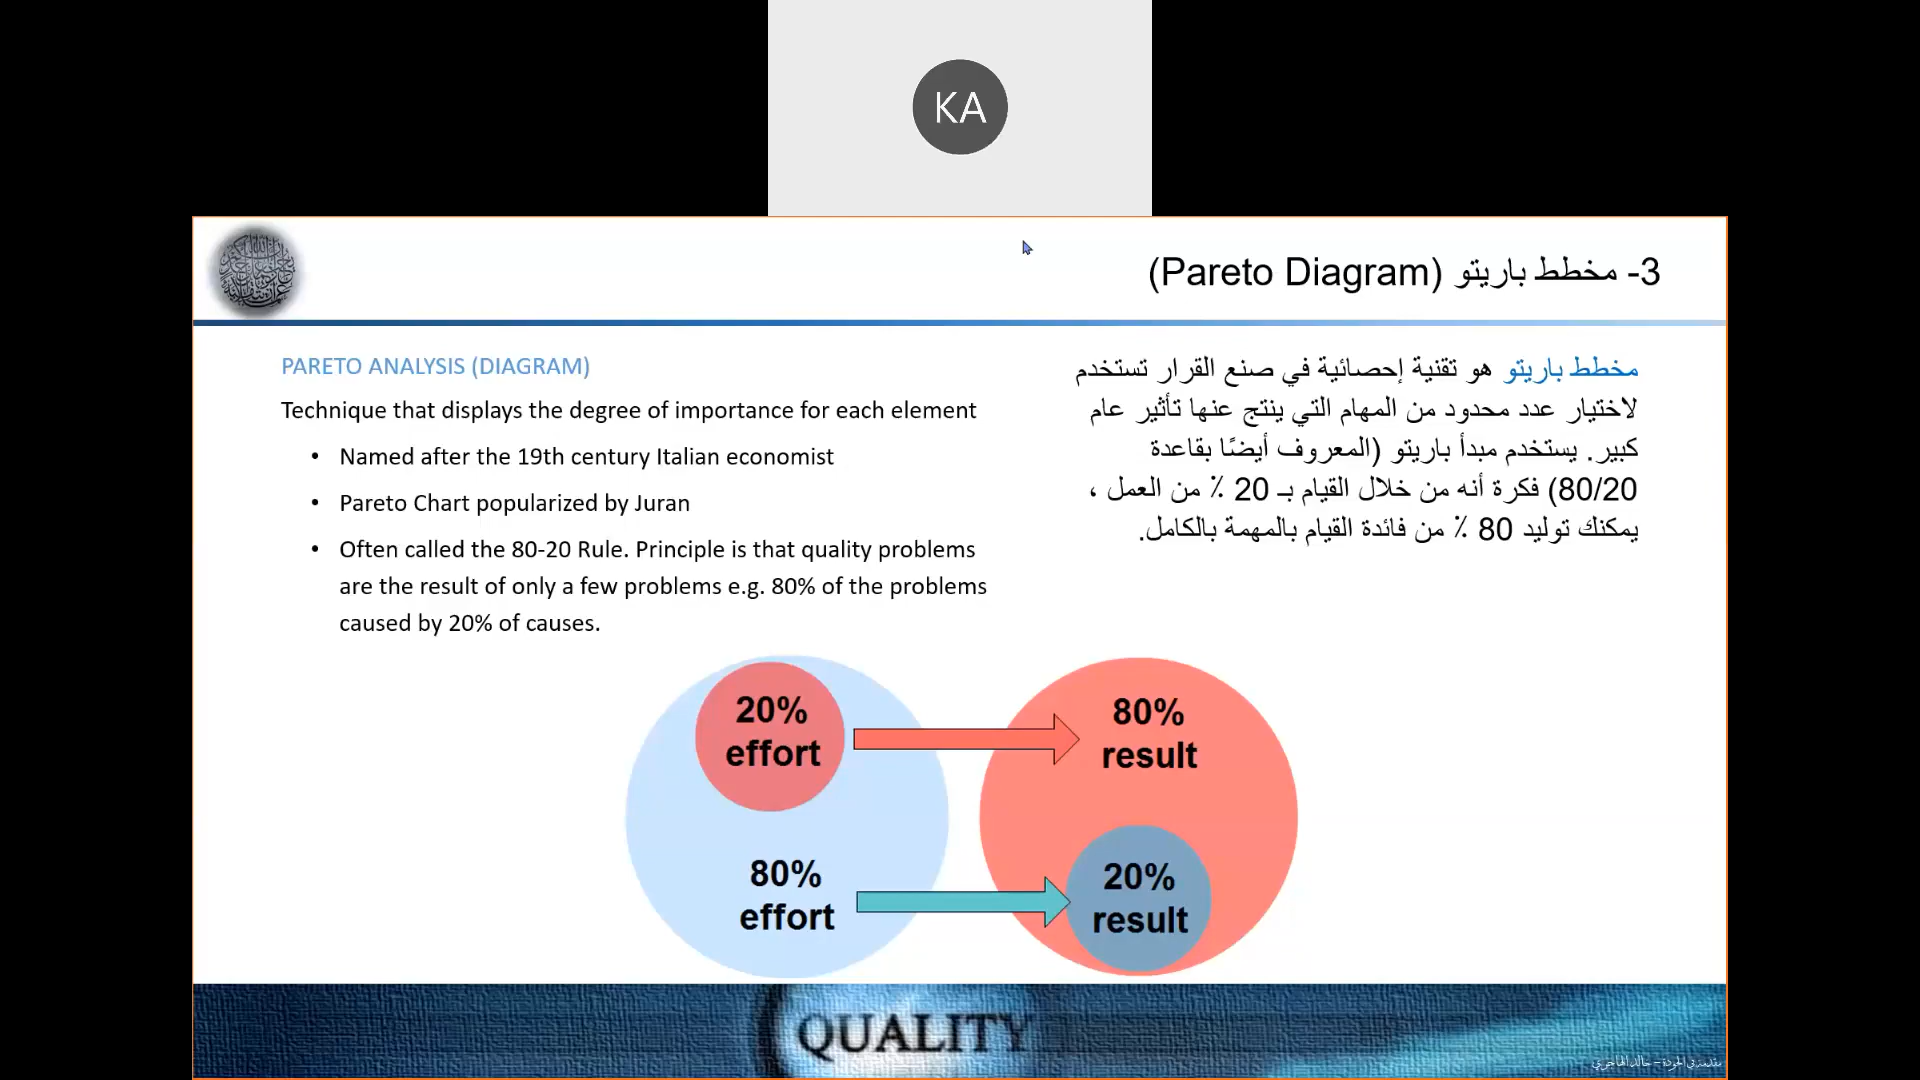 KA
3- مخطط باريتو (Pareto Diagram)
PARETO ANALYSIS (DIAGRAM)
Technique that displays the degree of importance for each element
• Named after the 19th century Italian economist
• Pareto Chart popularized by Juran
• Often called the 80-20 Rule. Principle is that quality problems
are the result of only a few problems e.g. 80% of the problems
caused by 20% of causes.
مخطط باريتو هو تقنية إحصائية في صنع القرار تستخدم
لاختيار عدد محدود من المهام التي ينتج عنها تأثير عام
كبير. يستخدم مبدأ باريتو (المعروف أيضًا بقاعدة
80/20) فكرة أنه من خلال القيام بـ 20 ٪ من العمل ،
يمكنك توليد 80 ٪ من فائدة القيام بالمهمة بالكامل.
20%
effort
80%
result
80%
effort
20%
result
QUALITY
مقدمة في الجودة – خالد الهاجري